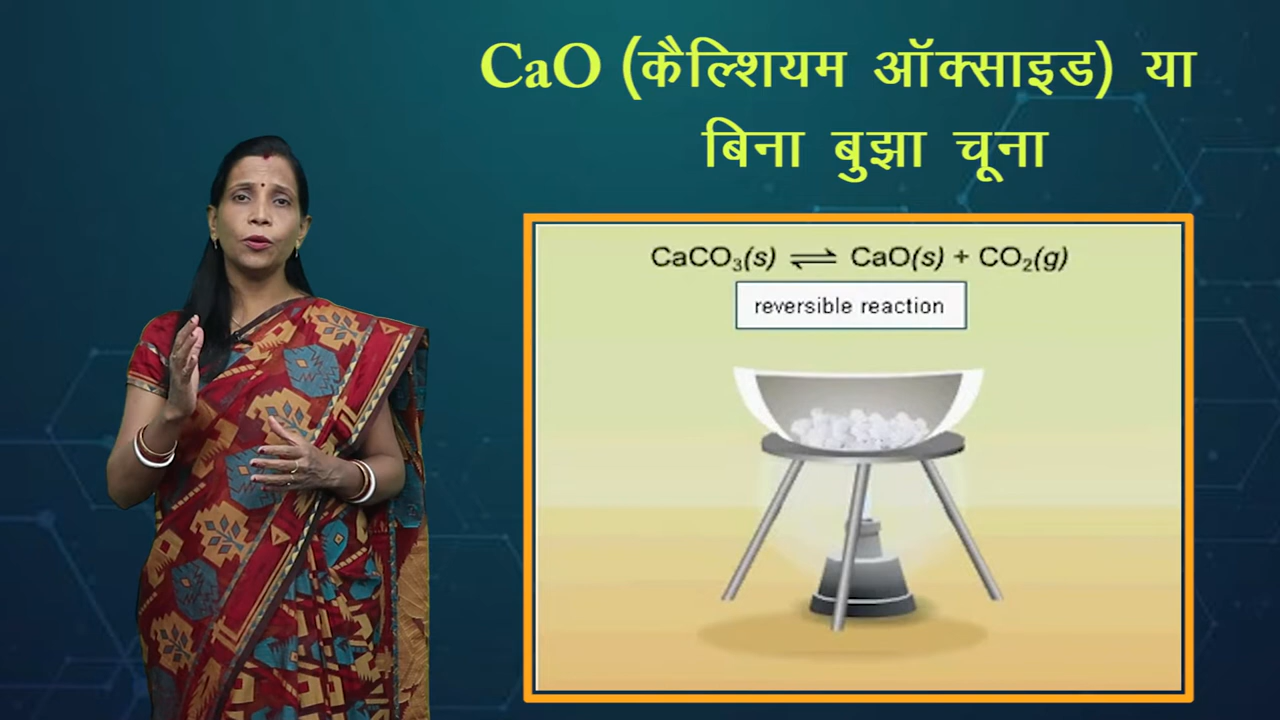 CaO (कैल्शियम ऑक्साइड) या
बिना बुझा चूना
CaCO₃(s) ⇌ CaO(s) + CO₂(g)
reversible reaction